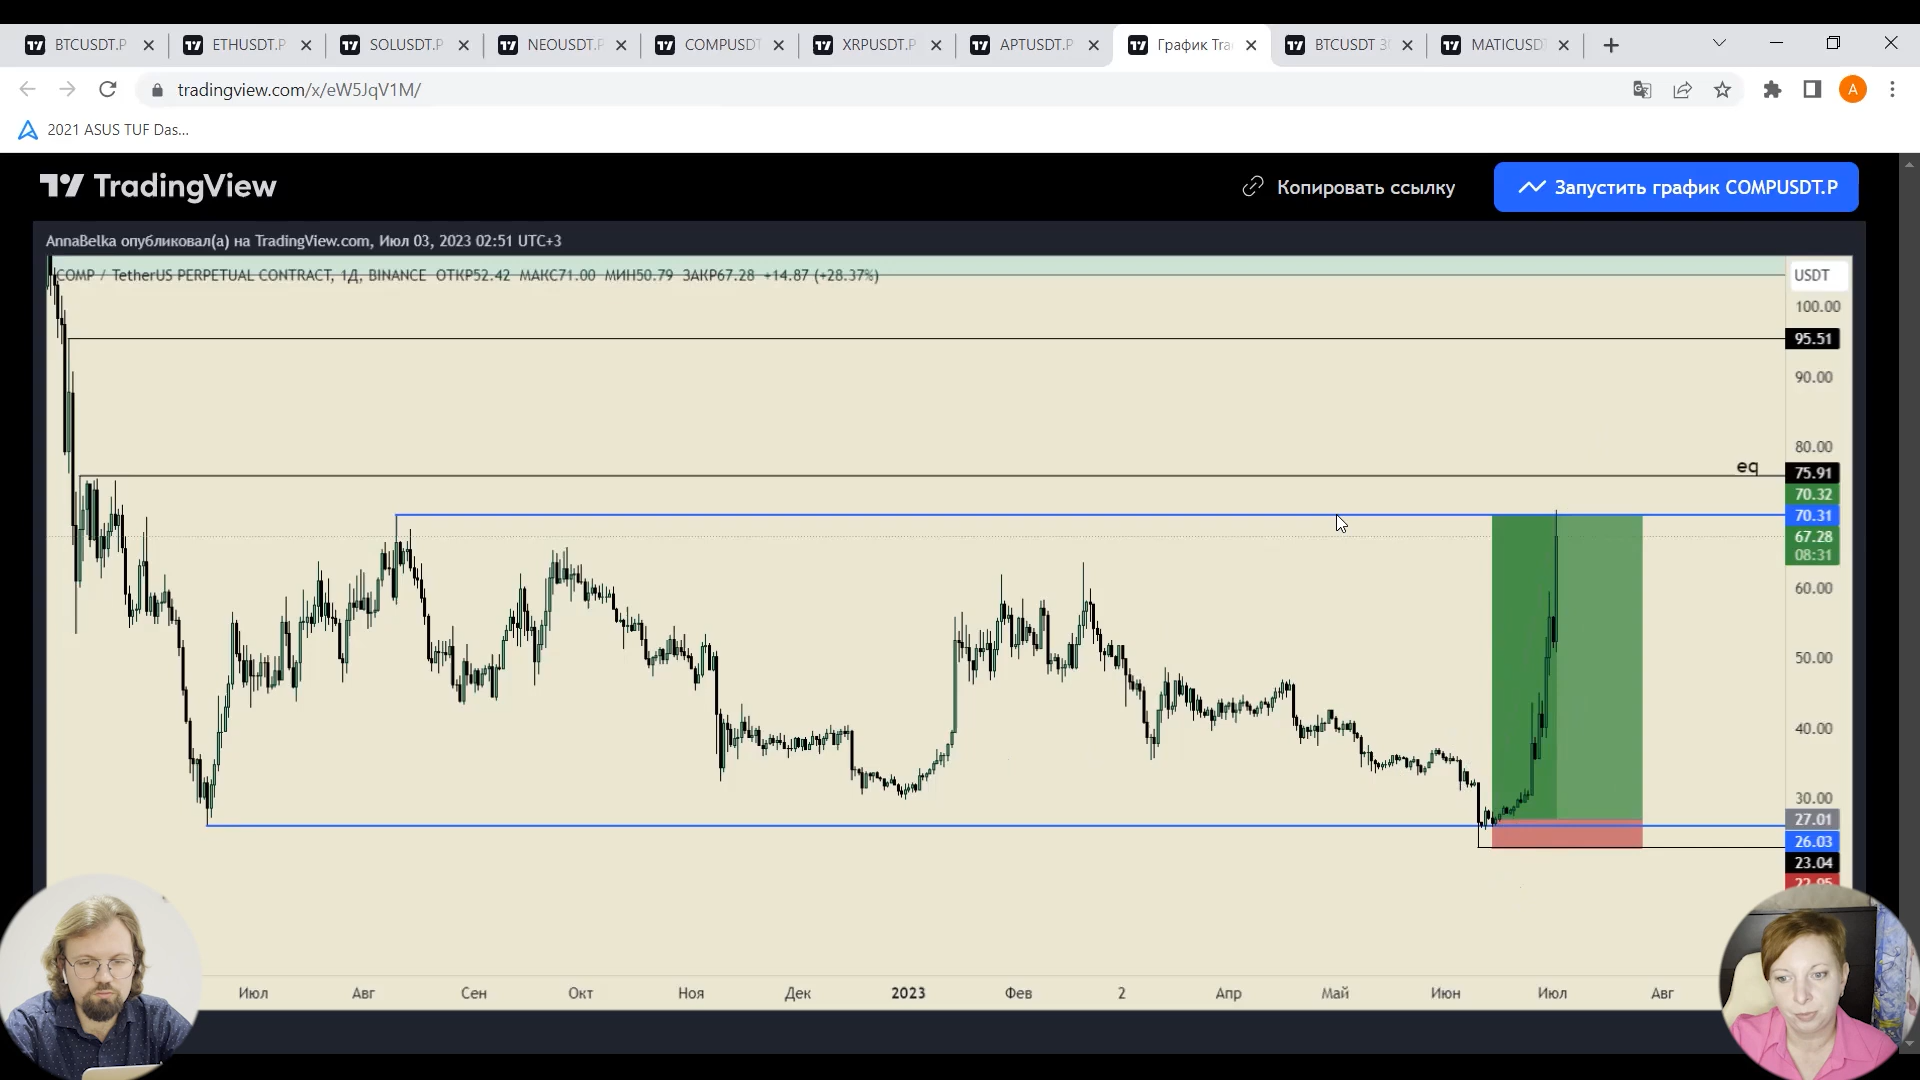 BTCUSDT.P
ETHUSDT.P
SOLUSDT.P
NEOUSDT.P
COMPUSDT
XRPUSDT.P
APTUSDT.P
График Tra
BTCUSDT 3
MATICUSD
tradingview.com/x/eW5JqV1M/
A
2021 ASUS TUF Das...
TradingView
Копировать ссылку
Запустить график COMPUSDT.P
AnnaBelka опубликовал(а) на TradingView.com, Июл 03, 2023 02:51 UTC+3
COMP / TetherUS PERPETUAL CONTRACT, 1Д, BINANCE ОТКР52.42 МАКС71.00 МИН50.79 ЗАКР67.28 +14.87 (+28.37%)
USDT
100.00
95.51
90.00
80.00
eq
75.91
70.32
70.31
67.28
08:31
60.00
50.00
40.00
30.00
27.01
26.03
23.04
22.95
Июл Авг Сен Окт Ноя Дек 2023 Фев 2 Апр Май Июн Июл Авг